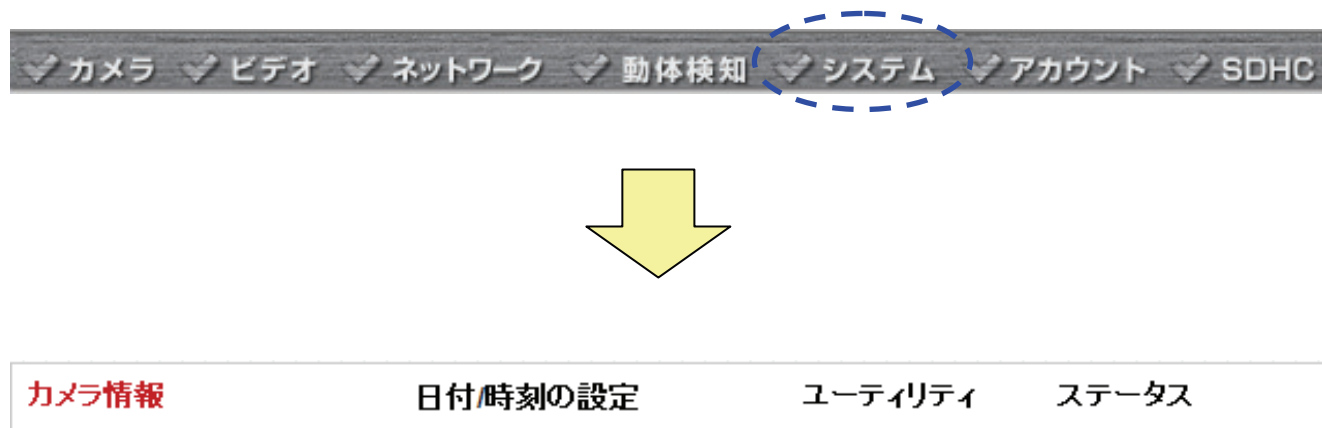 カメラ ビデオ ネットワーク 動体検知 システム アカウント SDHC
カメラ情報 日付/時刻の設定 ユーティリティ ステータス